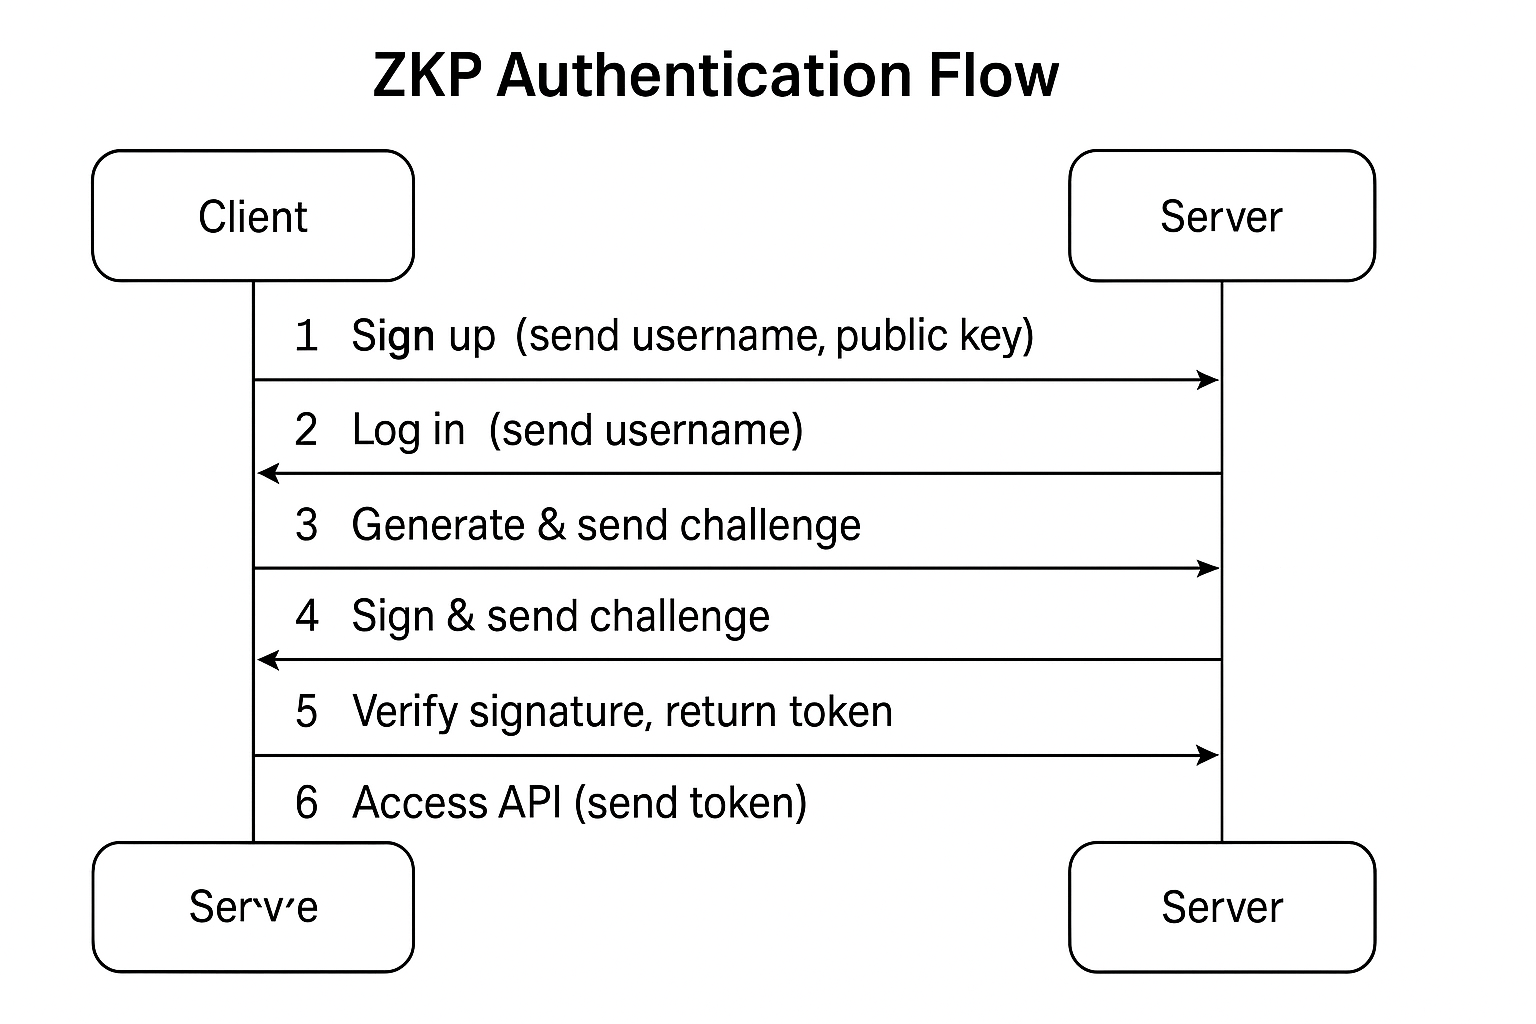 ZKP Authentication Flow
Client
Server
1 Sign up (send username, public key)
2 Log in (send username)
3 Generate & send challenge
4 Sign & send challenge
5 Verify signature, return token
6 Access API (send token)
Server